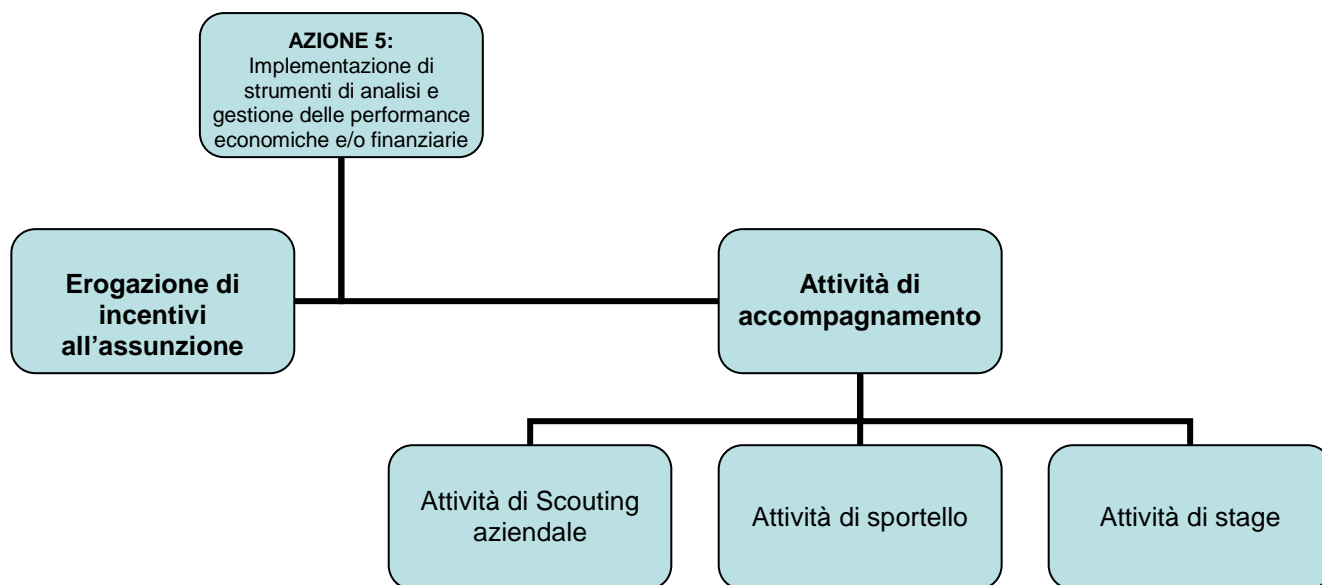 AZIONE 5:
Implementazione di
strumenti di analisi e
gestione delle performance
economiche e/o finanziarie
Erogazione di
incentivi
all’assunzione
Attività di
accompagnamento
Attività di Scouting
aziendale
Attività di sportello
Attività di stage